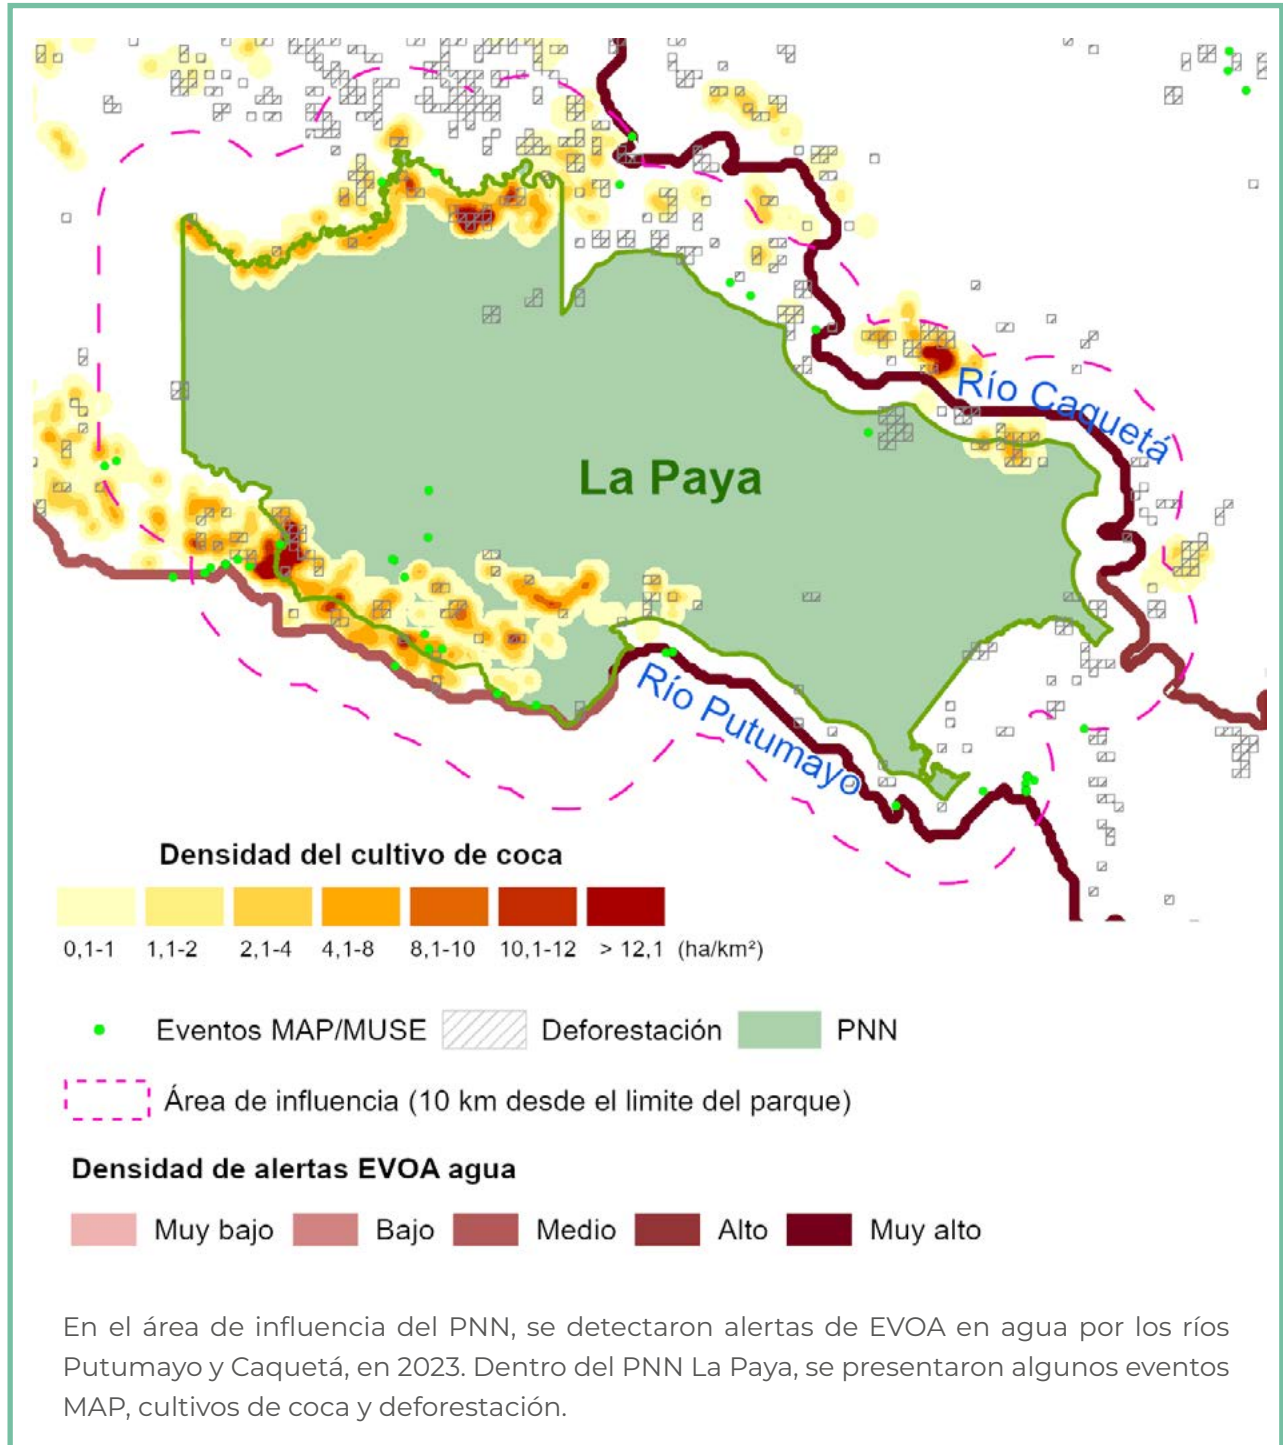 La Paya
Río Caquetá
Río Putumayo
Densidad del cultivo de coca
0,1-1 1,1-2 2,1-4 4,1-8 8,1-10 10,1-12 > 12,1 (ha/km²)
Eventos MAP/MUSE Deforestación PNN
Área de influencia (10 km desde el limite del parque)
Densidad de alertas EVOA agua
Muy bajo Bajo Medio Alto Muy alto
En el área de influencia del PNN, se detectaron alertas de EVOA en agua por los ríos
Putumayo y Caquetá, en 2023. Dentro del PNN La Paya, se presentaron algunos eventos
MAP, cultivos de coca y deforestación.